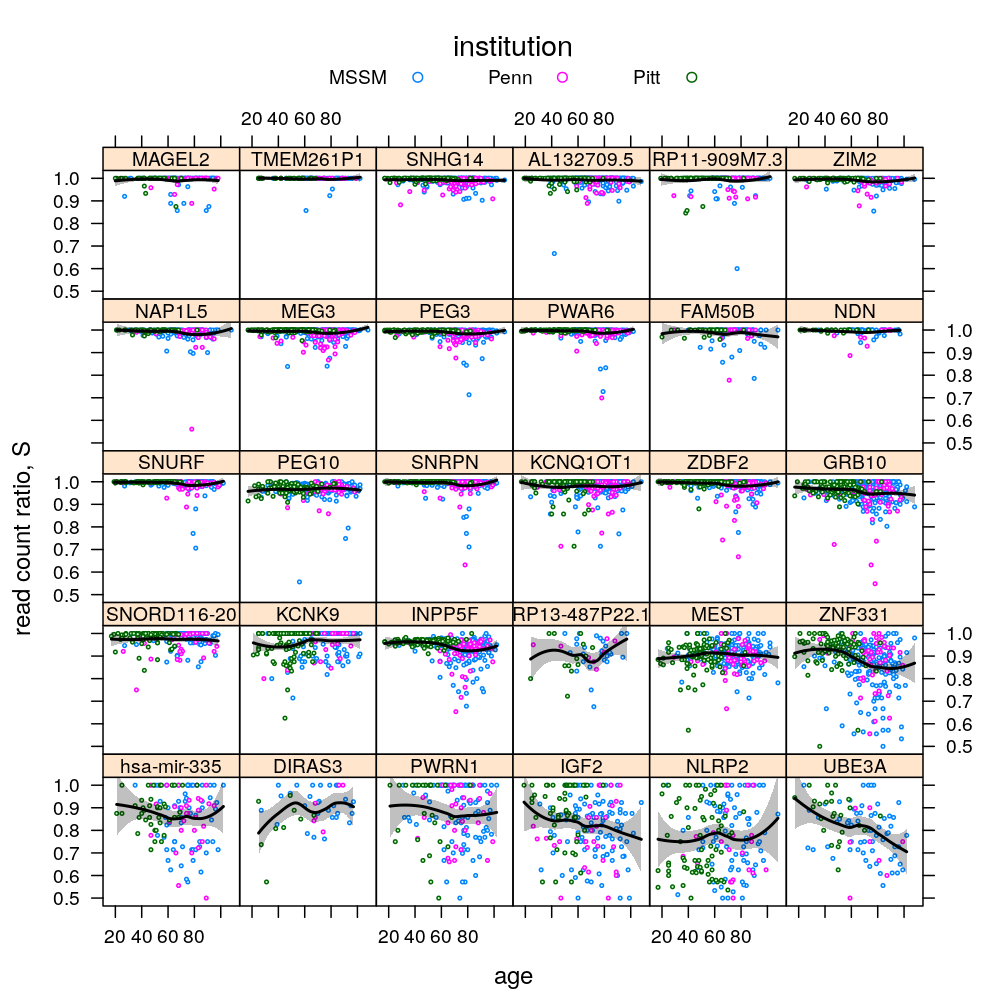 institution
MSSM Penn Pitt
20 40 60 80 20 40 60 80 20 40 60 80
MAGEL2 TMEM261P1 SNHG14 AL132709.5 RP11-909M7.3 ZIM2
1.0
0.9
0.8
0.7
0.6
0.5
NAP1L5 MEG3 PEG3 PWAR6 FAM50B NDN
1.0
0.9
0.8
0.7
0.6
0.5
SNURF PEG10 SNRPN KCNQ1OT1 ZDBF2 GRB10
1.0
0.9
0.8
0.7
0.6
0.5
SNORD116-20 KCNK9 INPP5F RP13-487P22.1 MEST ZNF331
1.0
0.9
0.8
0.7
0.6
0.5
hsa-mir-335 DIRAS3 PWRN1 IGF2 NLRP2 UBE3A
1.0
0.9
0.8
0.7
0.6
0.5
20 40 60 80 20 40 60 80 20 40 60 80
read count ratio, S
age